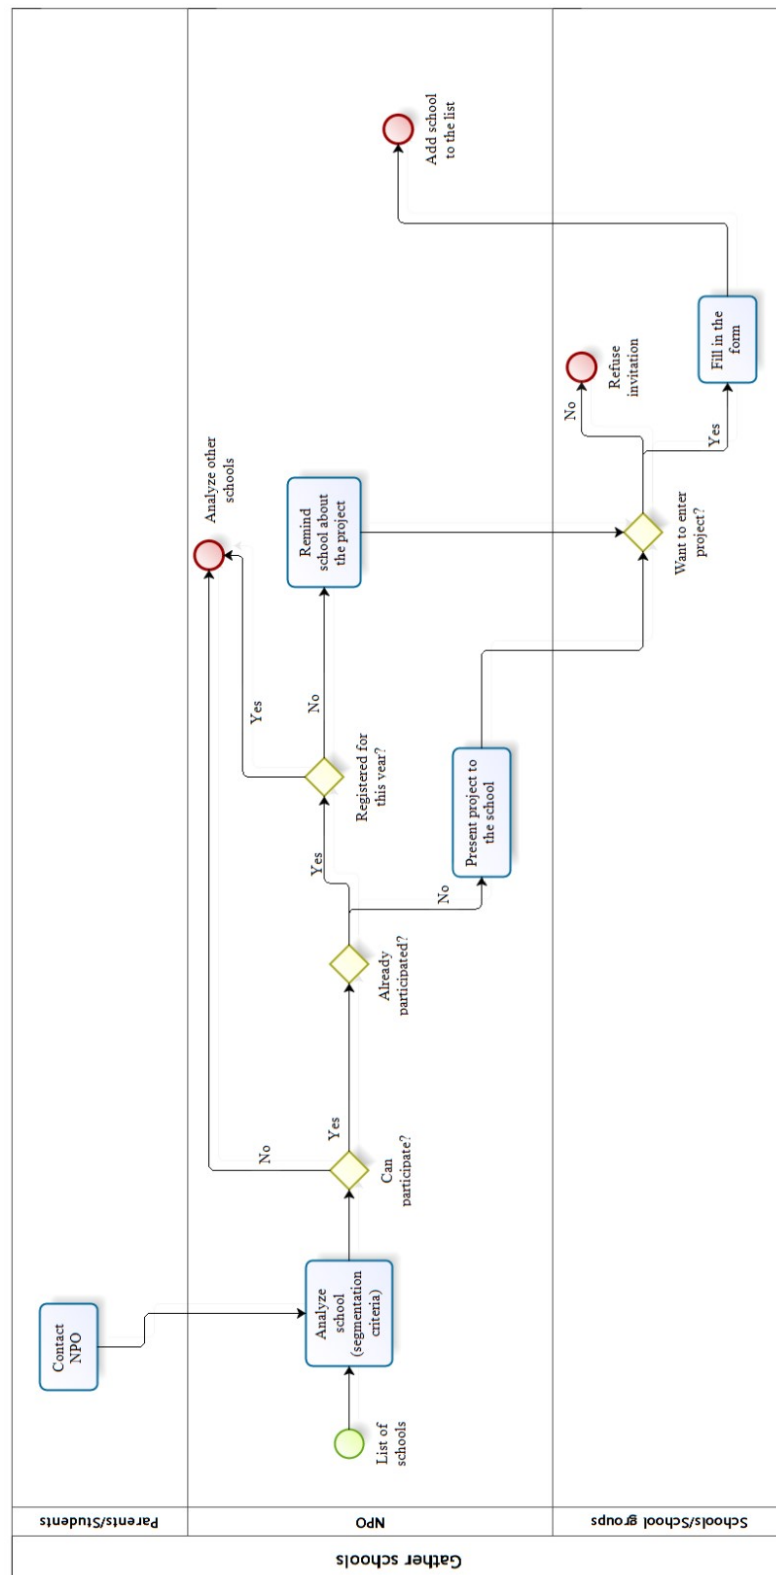 Gather schools
Parents/Students
NPO
Schools/School groups
Contact
NPO
List of
schools
Analyze
school
(segmentation
criteria)
Can
participate?
No
Yes
Already
participated?
Yes
No
Registered for
this year?
Yes
No
Present project to
the school
Analyze other
schools
Remind
school about
the project
Want to enter
project?
No
Yes
Refuse
invitation
Fill in the
form
Add school
to the list